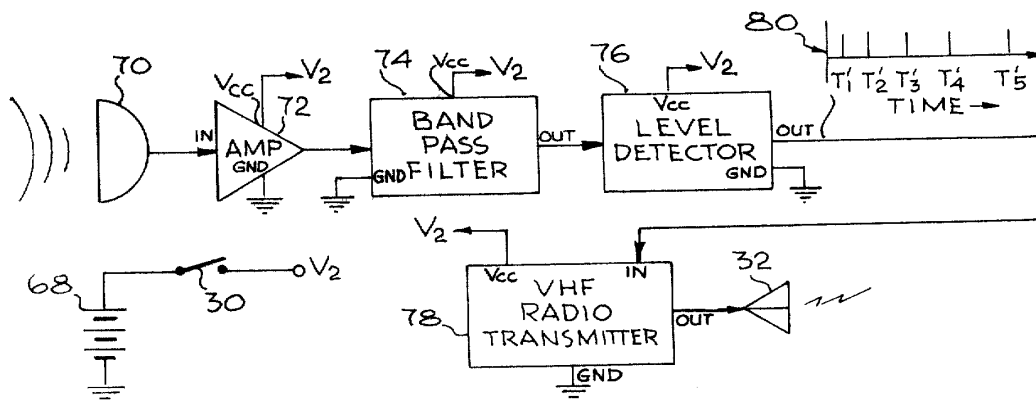 80
70
74
76
V2
V2
V2
Vcc
72
Vcc
Vcc
T'1 T'2 T'3 T'4 T'5
TIME →
IN
AMP
GND
BAND
PASS
FILTER
GND
OUT
LEVEL
DETECTOR
OUT
GND
V2
68
30
V2
Vcc
IN
32
VHF
RADIO
TRANSMITTER
78
OUT
GND